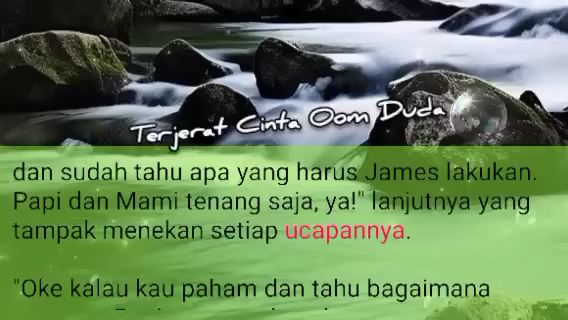 Terjerat Cinta Oom Duda
dan sudah tahu apa yang harus James lakukan.
Papi dan Mami tenang saja, ya!" lanjutnya yang
tampak menekan setiap ucapannya.
"Oke kalau kau paham dan tahu bagaimana